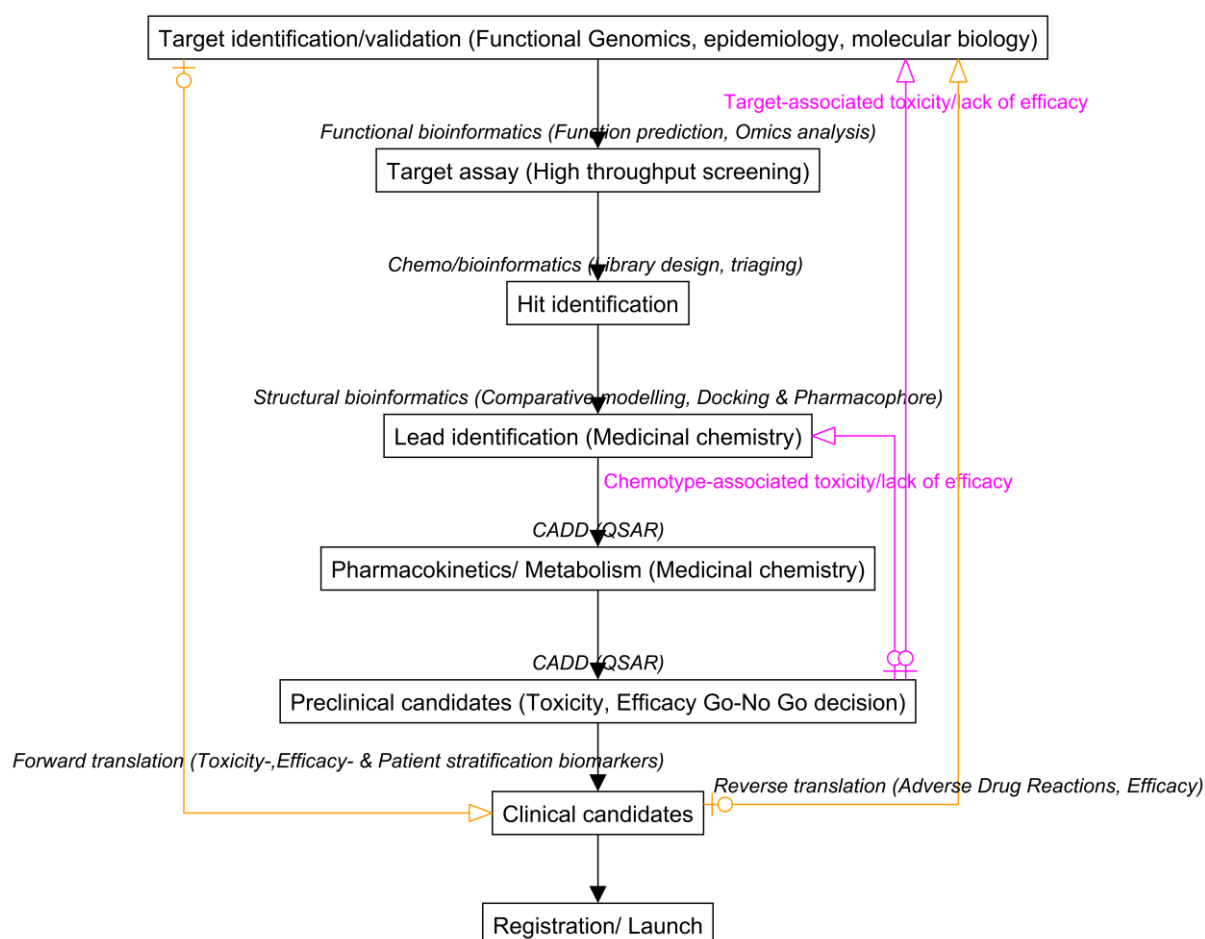 Target identification/validation (Functional Genomics, epidemiology, molecular biology)
Target-associated toxicity/lack of efficacy
Functional bioinformatics (Function prediction, Omics analysis)
Target assay (High throughput screening)
Chemo/bioinformatics (Library design, triaging)
Hit identification
Structural bioinformatics (Comparative modelling, Docking & Pharmacophore)
Lead identification (Medicinal chemistry)
Chemotype-associated toxicity/lack of efficacy
CADD (QSAR)
Pharmacokinetics/ Metabolism (Medicinal chemistry)
CADD (QSAR)
Preclinical candidates (Toxicity, Efficacy Go-No Go decision)
Forward translation (Toxicity-,Efficacy- & Patient stratification biomarkers)
Reverse translation (Adverse Drug Reactions, Efficacy)
Clinical candidates
Registration/ Launch